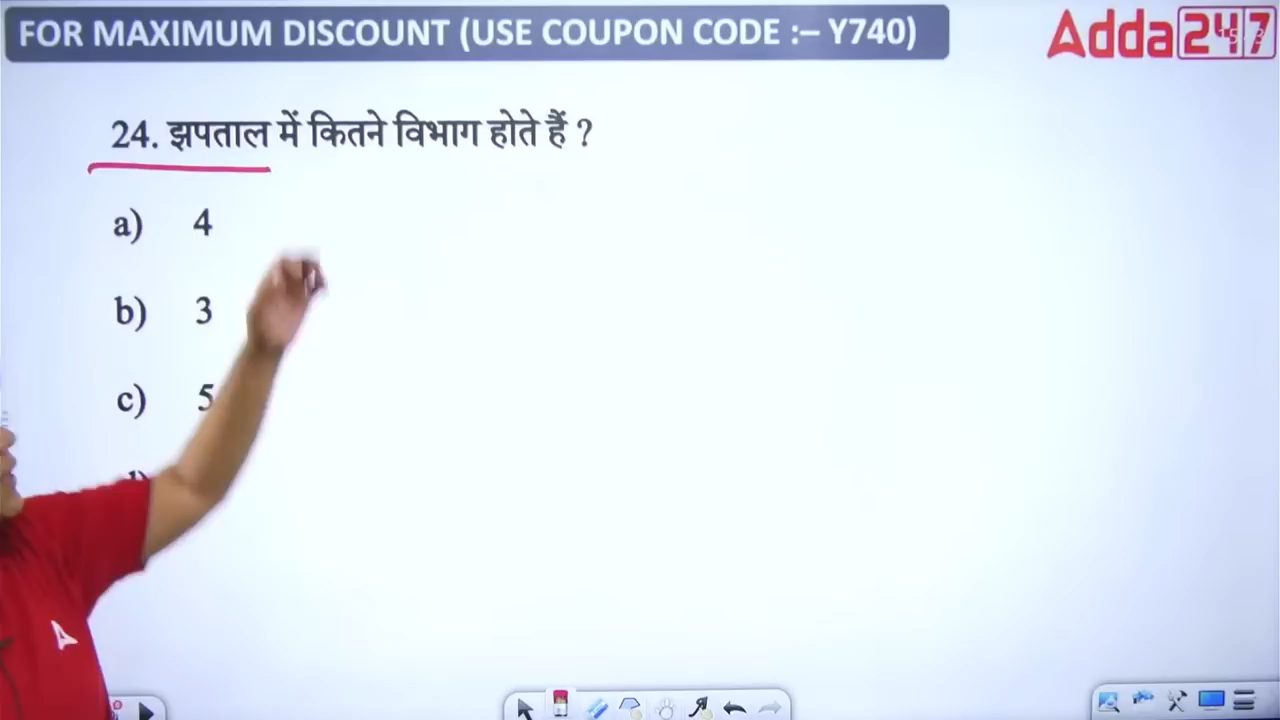 FOR MAXIMUM DISCOUNT (USE COUPON CODE :– Y740)
Adda247
24. झपताल में कितने विभाग होते हैं ?
a) 4
b) 3
c) 5